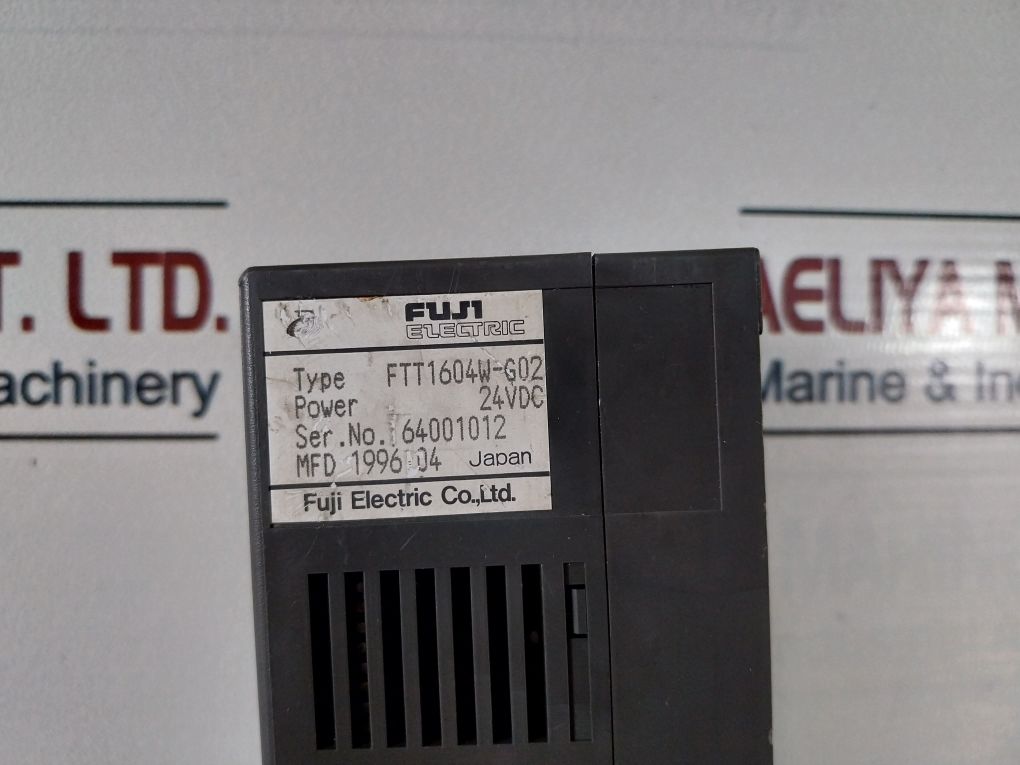 T. LTD.
achinery
AELIYA M
Marine & In
FUJI
ELECTRIC
Type FTT1604W-G02
Power 24VDC
Ser.No. 64001012
MFD 1996 04 Japan
Fuji Electric Co.,Ltd.